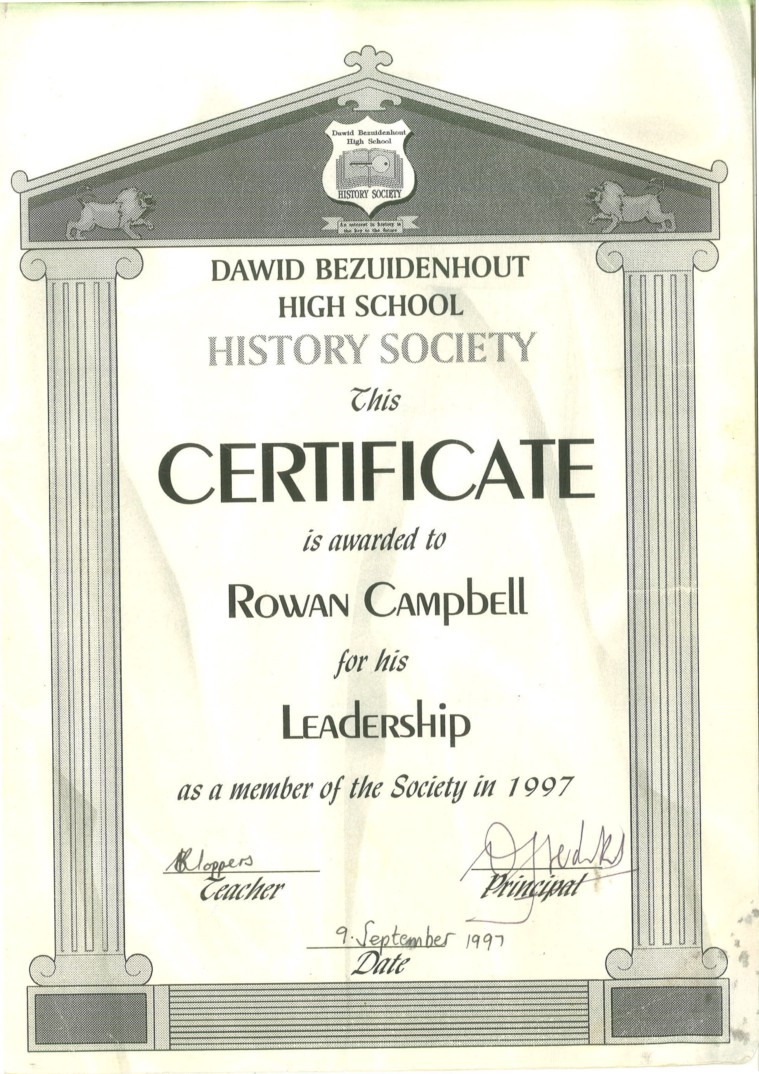 Dawid Bezuidenhout
High School
HISTORY SOCIETY
An interest in history is
the key to the future
DAWID BEZUIDENHOUT
HIGH SCHOOL
HISTORY SOCIETY
This
CERTIFICATE
is awarded to
ROWAN CAMPbELL
for his
LEAdERship
as a member of the Society in 1997
Kloppers
Teacher
Principal
9. September 1997
Date